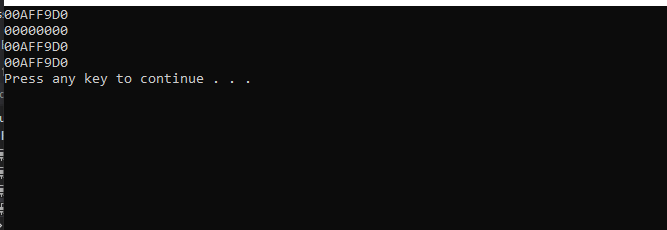 00AFF9D0
00000000
00AFF9D0
00AFF9D0
Press any key to continue . . .